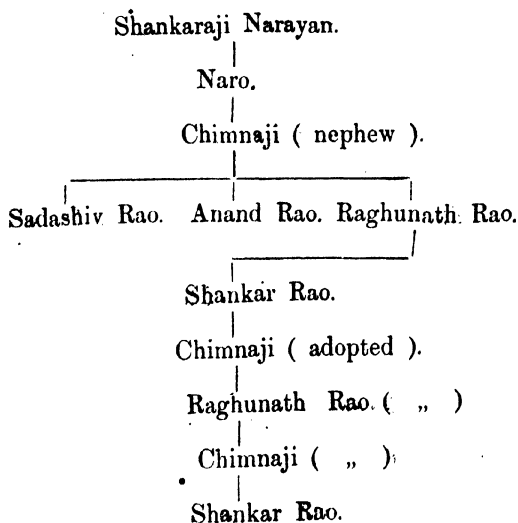 Shankaraji Narayan.
Naro.
Chimnaji ( nephew ).
Sadashiv Rao. Anand Rao. Raghunath Rao.
Shankar Rao.
Chimnaji ( adopted ).
Raghunath Rao. ( „ )
Chimnaji ( „ )
Shankar Rao.